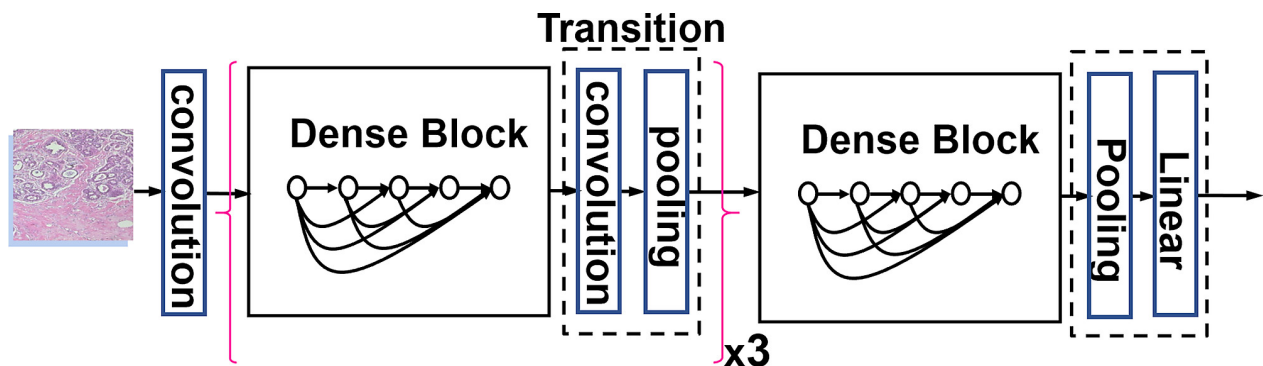 Transition
convolution
Dense Block
convolution
pooling
x3
Dense Block
Pooling
Linear